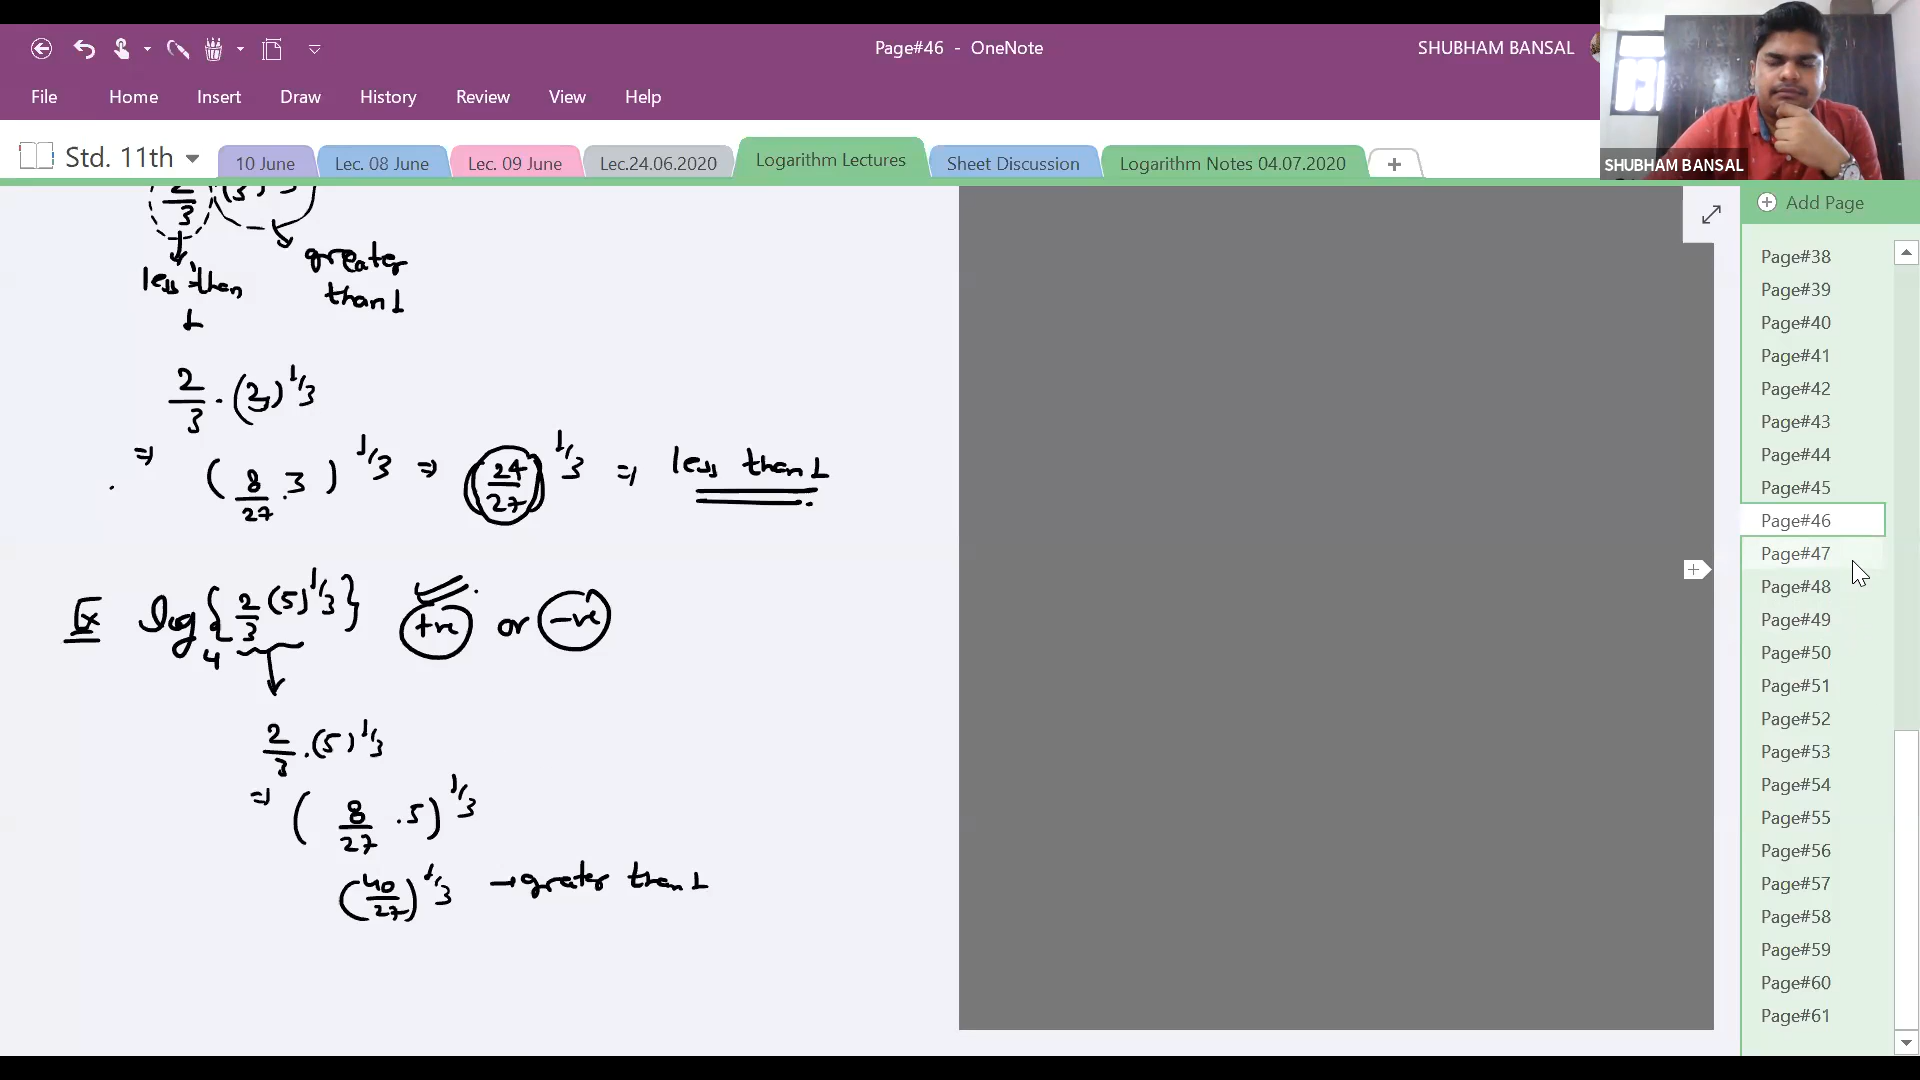 Page#46 - OneNote
SHUBHAM BANSAL
File Home Insert Draw History Review View Help
SHUBHAM BANSAL
Std. 11th
10 June
Lec. 08 June
Lec. 09 June
Lec.24.06.2020
Logarithm Lectures
Sheet Discussion
Logarithm Notes 04.07.2020
+
Add Page
Page#38
Page#39
Page#40
Page#41
Page#42
Page#43
Page#44
Page#45
Page#46
Page#47
Page#48
Page#49
Page#50
Page#51
Page#52
Page#53
Page#54
Page#55
Page#56
Page#57
Page#58
Page#59
Page#60
Page#61
less than
1
greater
than 1
2/3 . (3)^1/3
⇒ (8/27 . 3)^1/3 ⇒ (24/27)^1/3 ⇒ less than 1
Ex log_4 {2/3 (5)^1/3} +ve or -ve
2/3 . (5)^1/3
⇒ (8/27 . 5)^1/3
(40/27)^1/3 → greater than 1